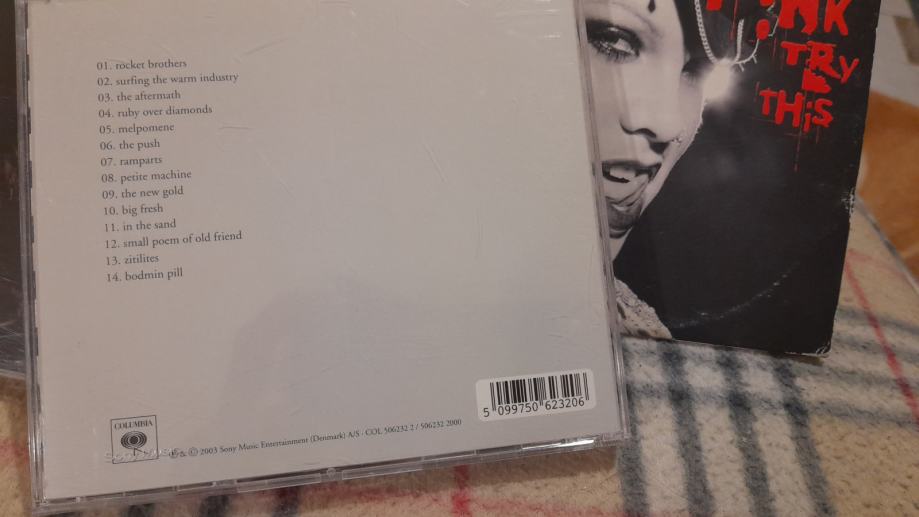 01. rocket brothers
02. surfing the warm industry
03. the aftermath
04. ruby over diamonds
05. melpomene
06. the push
07. ramparts
08. petite machine
09. the new gold
10. big fresh
11. in the sand
12. small poem of old friend
13. zitilites
14. bodmin pill
COLUMBIA
℗ & © 2003 Sony Music Entertainment (Denmark) A/S · COL 506232 2 / 506232 2000
5 099750 623206
P!NK
TRY
THiS